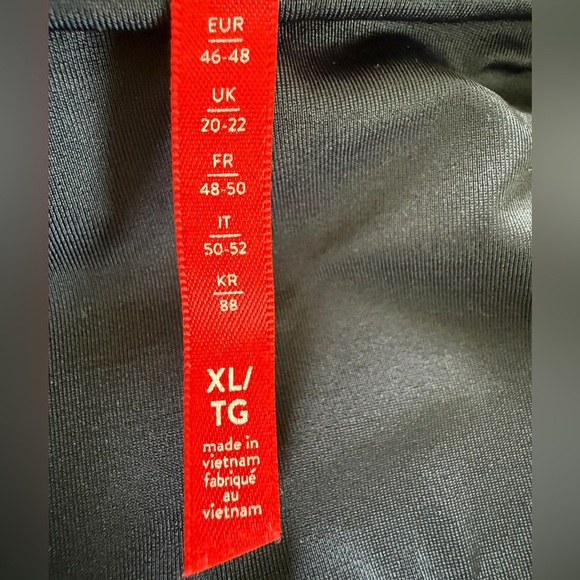 EUR
46-48
UK
20-22
FR
48-50
IT
50-52
KR
88
XL/
TG
made in
vietnam
fabriqué
au
vietnam